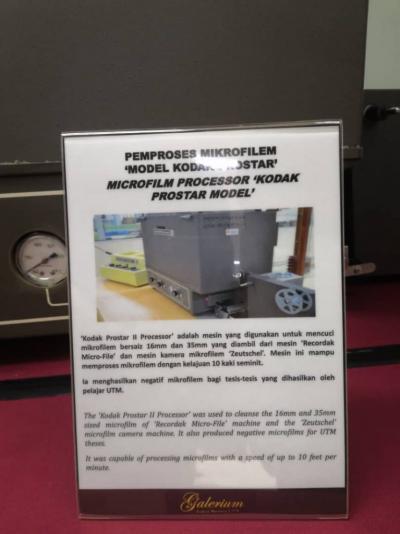 PEMPROSES MIKROFILEM
'MODEL KODAK PROSTAR'
MICROFILM PROCESSOR 'KODAK
PROSTAR MODEL'
'Kodak Prostar II Processor' adalah mesin yang digunakan untuk mencuci
mikrofilem bersaiz 16mm dan 35mm yang diambil dari mesin 'Recordak
Micro-File' dan mesin kamera mikrofilem 'Zeutschel'. Mesin ini mampu
memproses mikrofilem dengan kelajuan 10 kaki seminit.
Ia menghasilkan negatif mikrofilem bagi tesis-tesis yang dihasilkan oleh
pelajar UTM.
The 'Kodak Prostar II Processor' was used to cleanse the 16mm and 35mm
sized microfilm of 'Recordak Micro-File' machine and the 'Zeutschel'
microfilm camera machine. It also produced negative microfilms for UTM
theses.
It was capable of processing microfilms with a speed of up to 10 feet per
minute.
Galerium